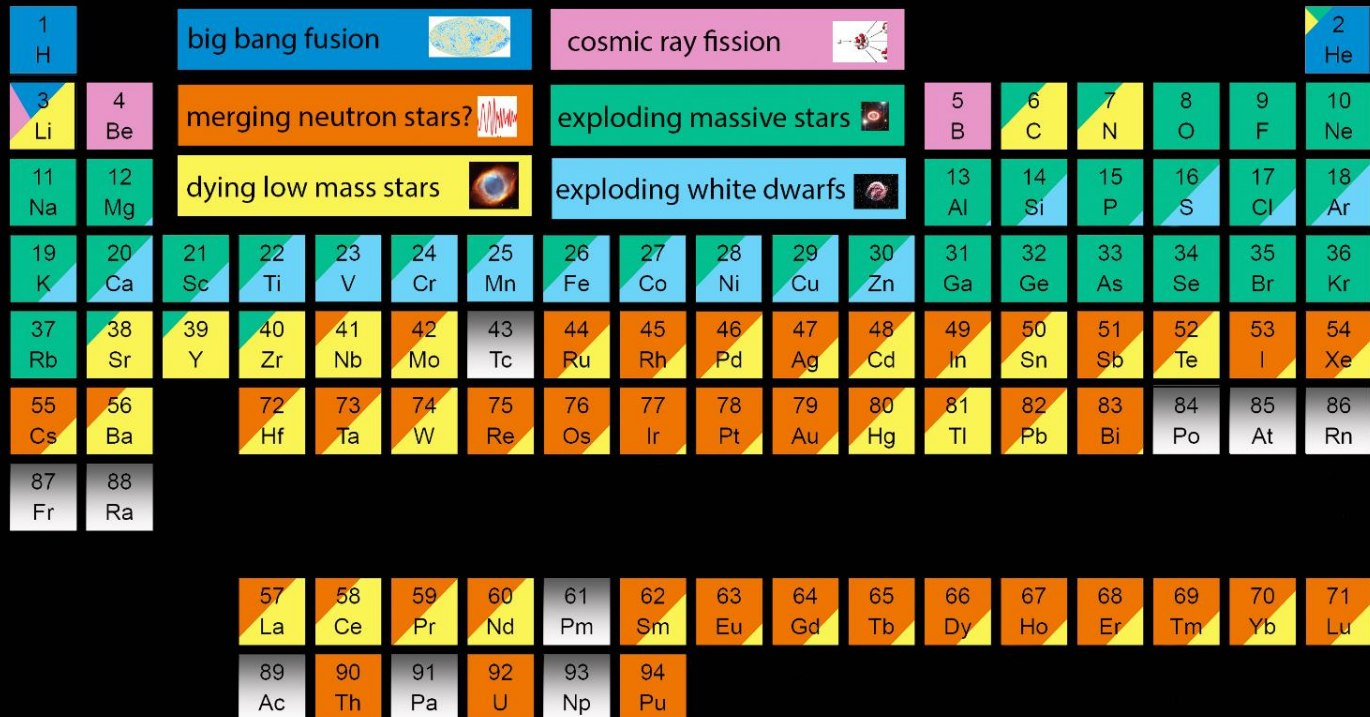 1
H
big bang fusion
cosmic ray fission
2
He
3
Li
4
Be
merging neutron stars?
exploding massive stars
5
B
6
C
7
N
8
O
9
F
10
Ne
11
Na
12
Mg
dying low mass stars
exploding white dwarfs
13
Al
14
Si
15
P
16
S
17
Cl
18
Ar
19
K
20
Ca
21
Sc
22
Ti
23
V
24
Cr
25
Mn
26
Fe
27
Co
28
Ni
29
Cu
30
Zn
31
Ga
32
Ge
33
As
34
Se
35
Br
36
Kr
37
Rb
38
Sr
39
Y
40
Zr
41
Nb
42
Mo
43
Tc
44
Ru
45
Rh
46
Pd
47
Ag
48
Cd
49
In
50
Sn
51
Sb
52
Te
53
I
54
Xe
55
Cs
56
Ba
72
Hf
73
Ta
74
W
75
Re
76
Os
77
Ir
78
Pt
79
Au
80
Hg
81
Tl
82
Pb
83
Bi
84
Po
85
At
86
Rn
87
Fr
88
Ra
57
La
58
Ce
59
Pr
60
Nd
61
Pm
62
Sm
63
Eu
64
Gd
65
Tb
66
Dy
67
Ho
68
Er
69
Tm
70
Yb
71
Lu
89
Ac
90
Th
91
Pa
92
U
93
Np
94
Pu